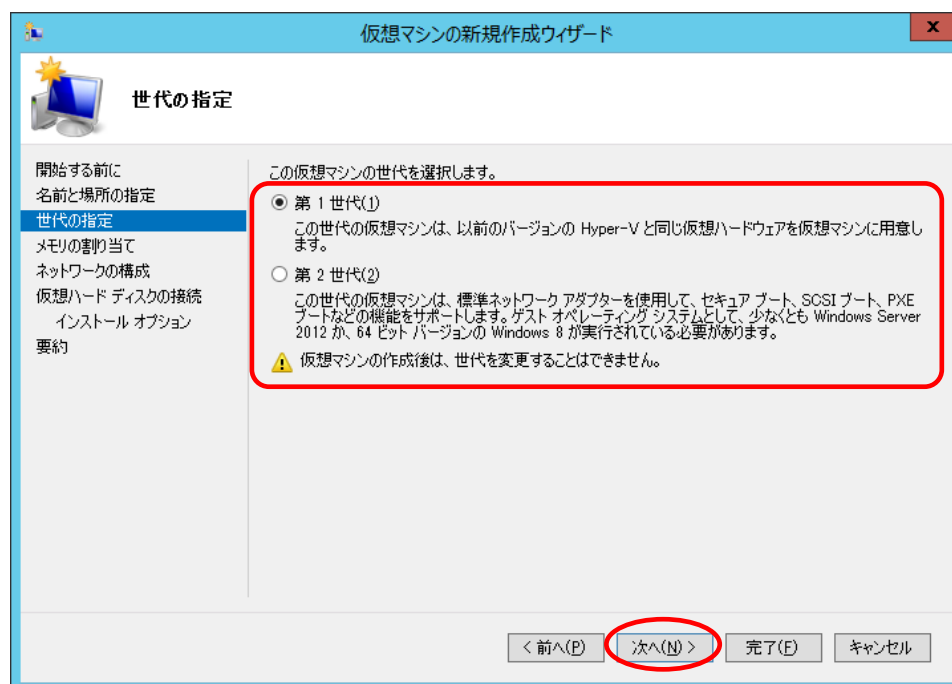 仮想マシンの新規作成ウィザード
x
世代の指定
開始する前に
名前と場所の指定
世代の指定
メモリの割り当て
ネットワークの構成
仮想ハード ディスクの接続
インストール オプション
要約
この仮想マシンの世代を選択します。
第 1 世代(1)
この世代の仮想マシンは、以前のバージョンの Hyper-V と同じ仮想ハードウェアを仮想マシンに用意し
ます。
第 2 世代(2)
この世代の仮想マシンは、標準ネットワーク アダプターを使用して、セキュア ブート、SCSI ブート、PXE
ブートなどの機能をサポートします。ゲスト オペレーティング システムとして、少なくとも Windows Server
2012 か、64 ビット バージョンの Windows 8 が実行されている必要があります。
仮想マシンの作成後は、世代を変更することはできません。
< 前へ(P)
次へ(N) >
完了(F)
キャンセル